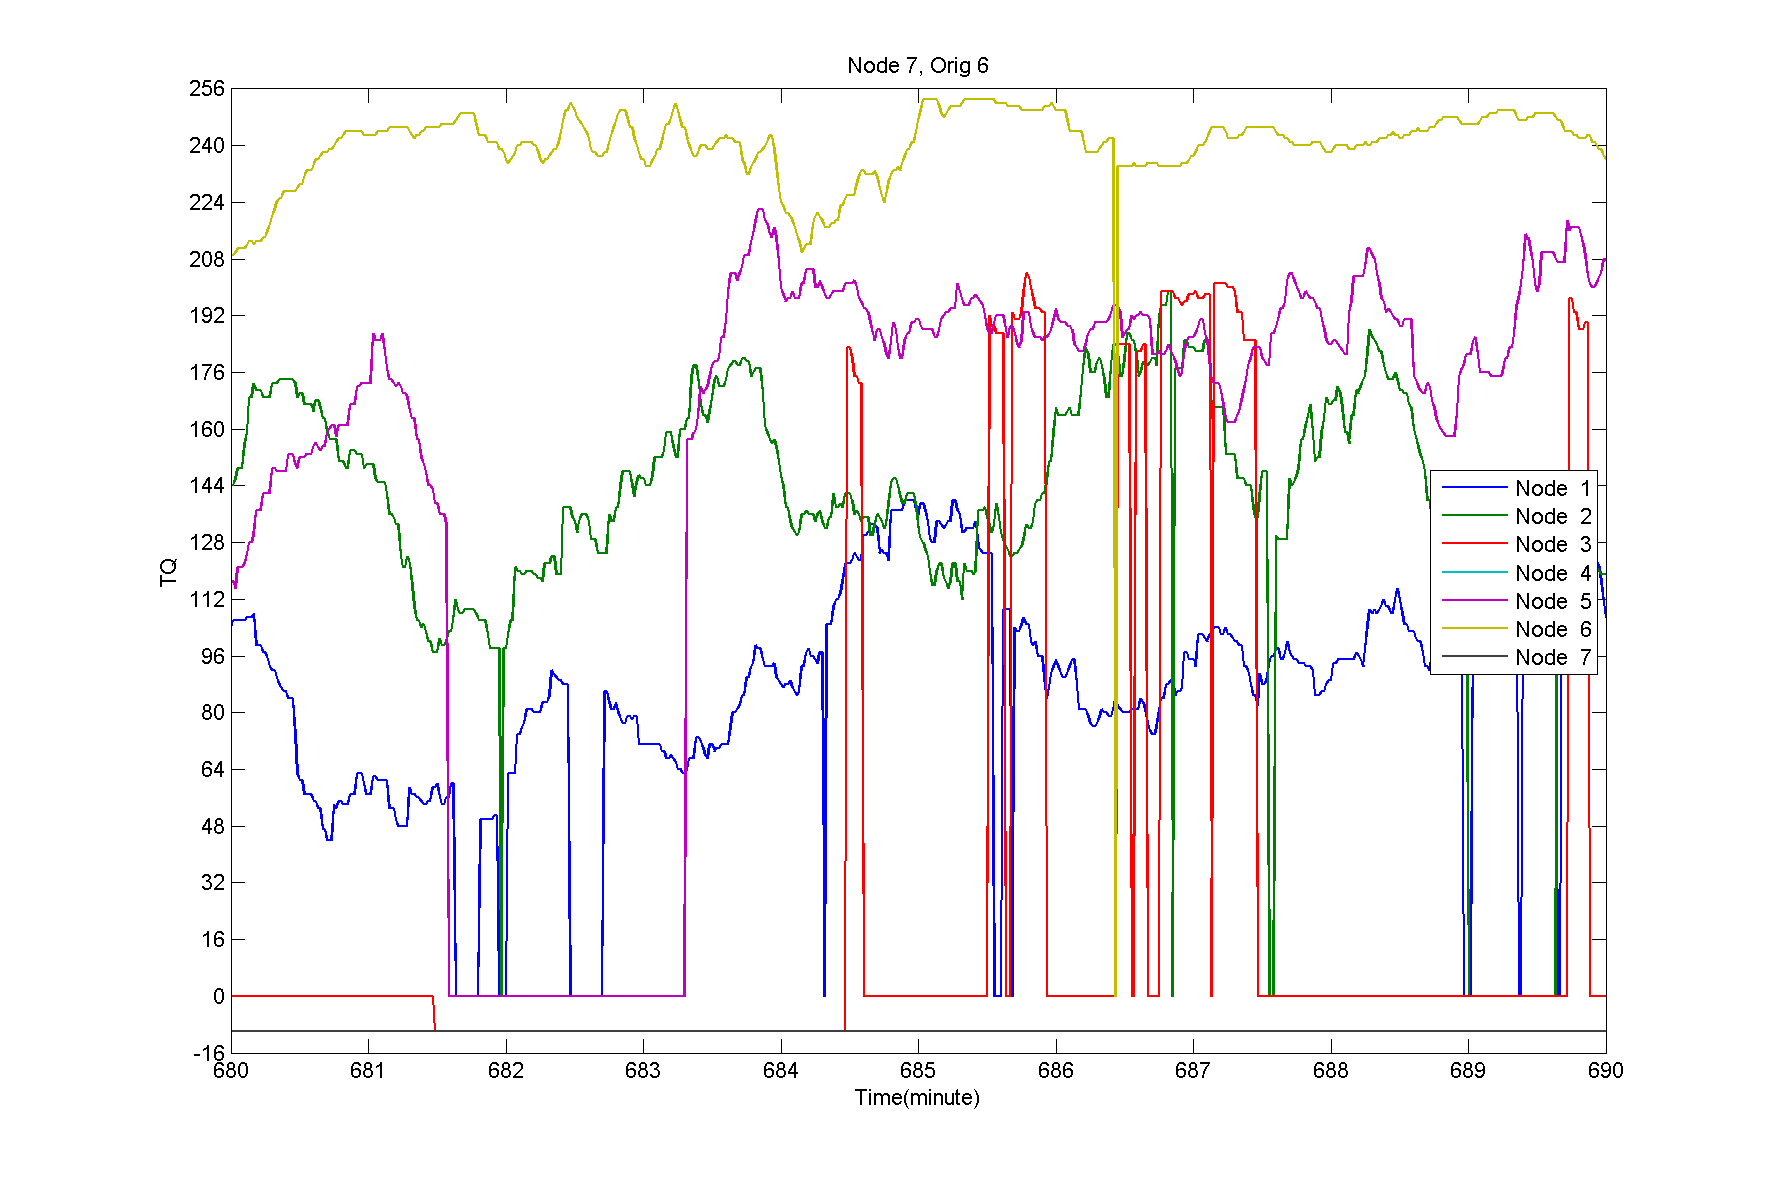 Node 7, Orig 6
256
240
224
208
192
176
160
144
128
112
96
80
64
48
32
16
0
-16
TQ
Node 1
Node 2
Node 3
Node 4
Node 5
Node 6
Node 7
680 681 682 683 684 685 686 687 688 689 690
Time(minute)